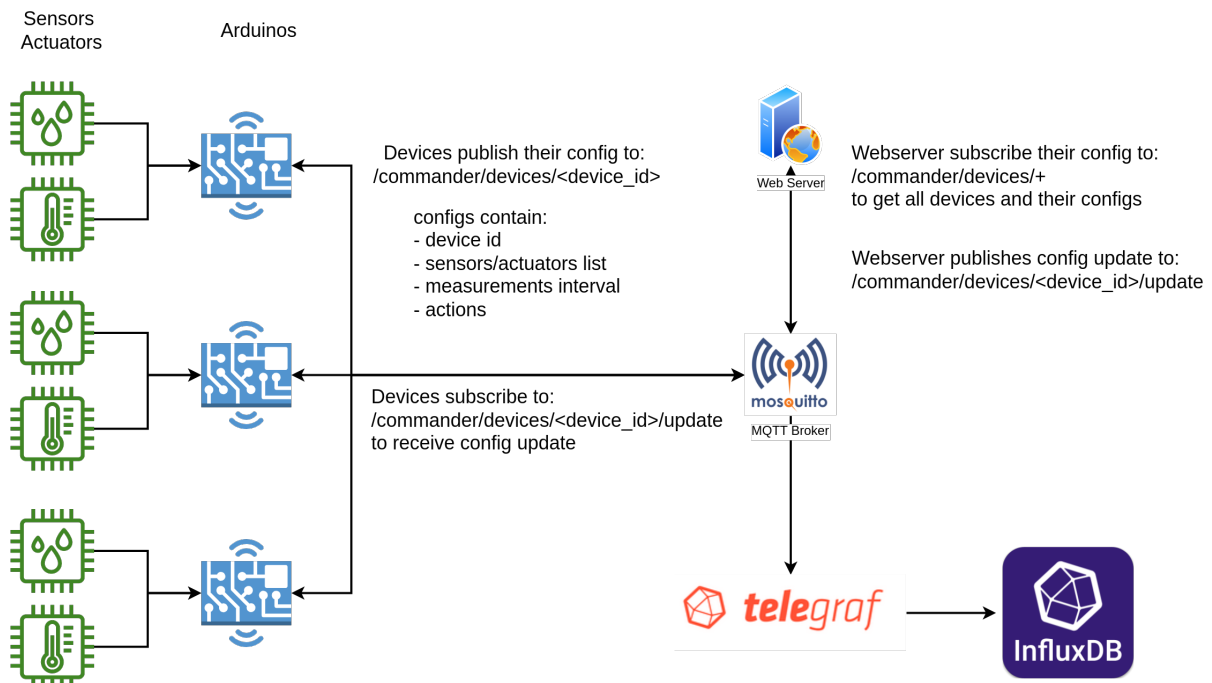 Sensors
Actuators
Arduinos
Devices publish their config to:
/commander/devices/<device_id>
configs contain:
- device id
- sensors/actuators list
- measurements interval
- actions
Web Server
Webserver subscribe their config to:
/commander/devices/+
to get all devices and their configs
Webserver publishes config update to:
/commander/devices/<device_id>/update
Devices subscribe to:
/commander/devices/<device_id>/update
to receive config update
mosquitto
MQTT Broker
telegraf
InfluxDB